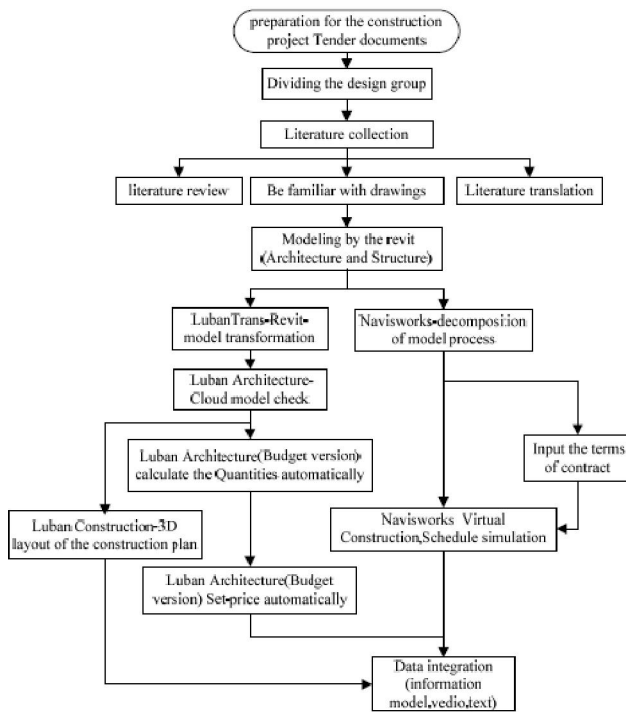 preparation for the construction
project Tender documents
Dividing the design group
Literature collection
literature review
Be familiar with drawings
Literature translation
Modeling by the revit
(Architecture and Structure)
LubanTrans-Revit-
model transformation
Navisworks-decomposition
of model process
Luban Architecture-
Cloud model check
Luban Architecture(Budget version)-
calculate the Quantities automatically
Input the terms
of contract
Luban Construction-3D
layout of the construction plan
Navisworks Virtual
Construction,Schedule simulation
Luban Architecture(Budget
version) Set-price automatically
Data integration
(information
model,vedio,text)